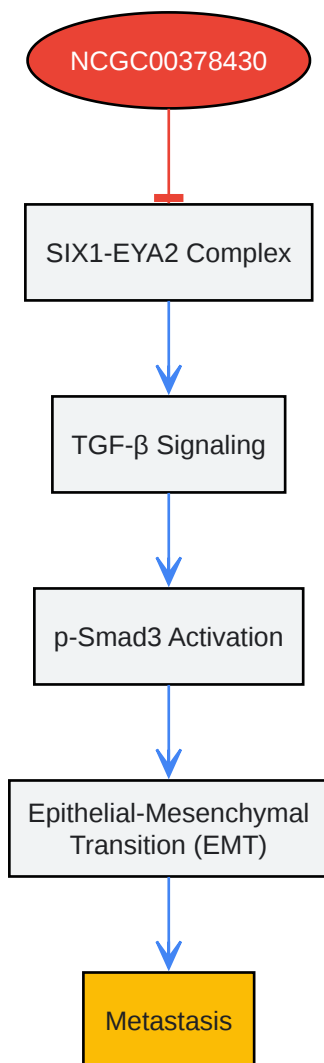 NCGC00378430
SIX1-EYA2 Complex
TGF-β Signaling
p-Smad3 Activation
Epithelial-Mesenchymal
Transition (EMT)
Metastasis